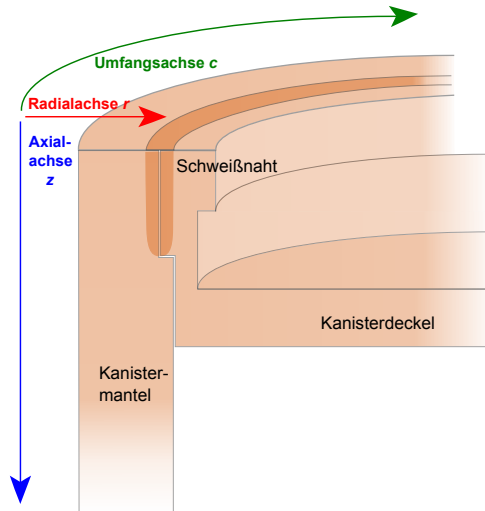 Umfangsachse c
Radialachse r
Axial-
achse
z
Schweißnaht
Kanisterdeckel
Kanister-
mantel